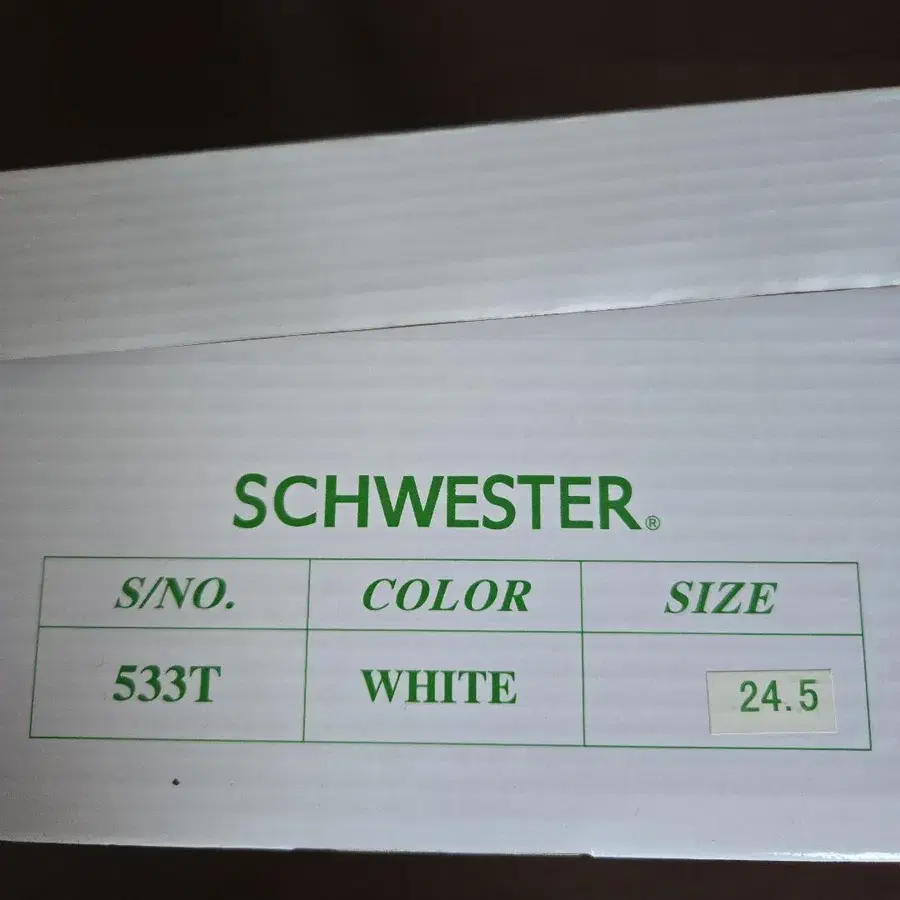 SCHWESTER®
S/NO. COLOR SIZE
533T WHITE 24.5